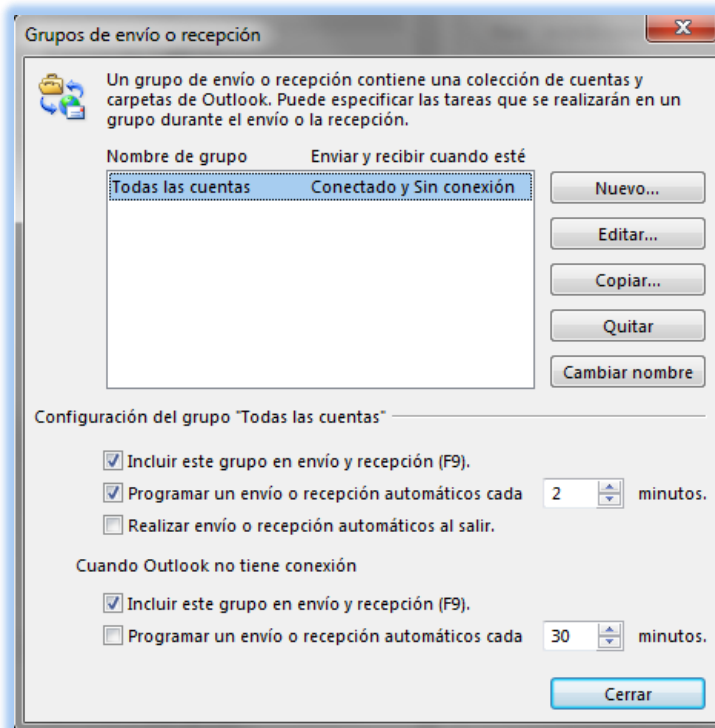 Grupos de envío o recepción
Un grupo de envío o recepción contiene una colección de cuentas y
carpetas de Outlook. Puede especificar las tareas que se realizarán en un
grupo durante el envío o la recepción.
Nombre de grupo Enviar y recibir cuando esté
Todas las cuentas Conectado y Sin conexión
Nuevo...
Editar...
Copiar...
Quitar
Cambiar nombre
Configuración del grupo "Todas las cuentas"
Incluir este grupo en envío y recepción (F9).
Programar un envío o recepción automáticos cada 2 minutos.
Realizar envío o recepción automáticos al salir.
Cuando Outlook no tiene conexión
Incluir este grupo en envío y recepción (F9).
Programar un envío o recepción automáticos cada 30 minutos.
Cerrar